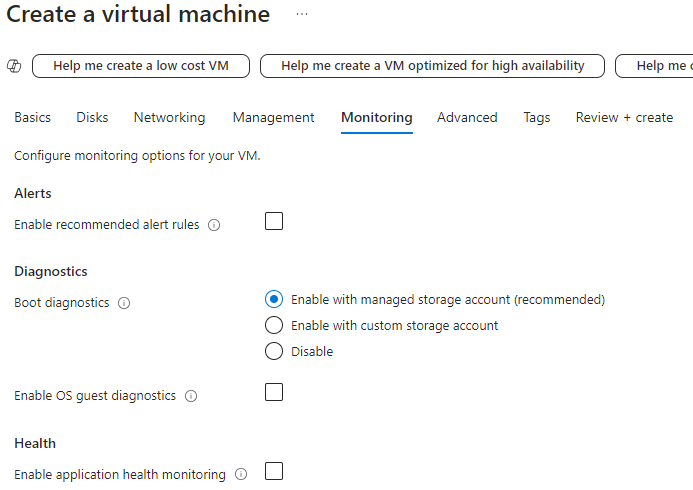 Create a virtual machine ...
Help me create a low cost VM Help me create a VM optimized for high availability Help me
Basics Disks Networking Management Monitoring Advanced Tags Review + create
Configure monitoring options for your VM.
Alerts
Enable recommended alert rules
Diagnostics
Boot diagnostics
Enable with managed storage account (recommended)
Enable with custom storage account
Disable
Enable OS guest diagnostics
Health
Enable application health monitoring